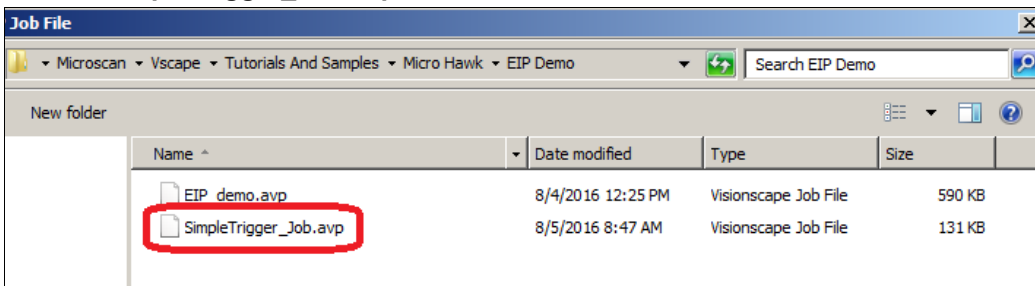 Job File
Microscan Vscape Tutorials And Samples Micro Hawk EIP Demo Search EIP Demo
New folder
Name Date modified Type Size
EIP_demo.avp 8/4/2016 12:25 PM Visionscape Job File 590 KB
SimpleTrigger_Job.avp 8/5/2016 8:47 AM Visionscape Job File 131 KB